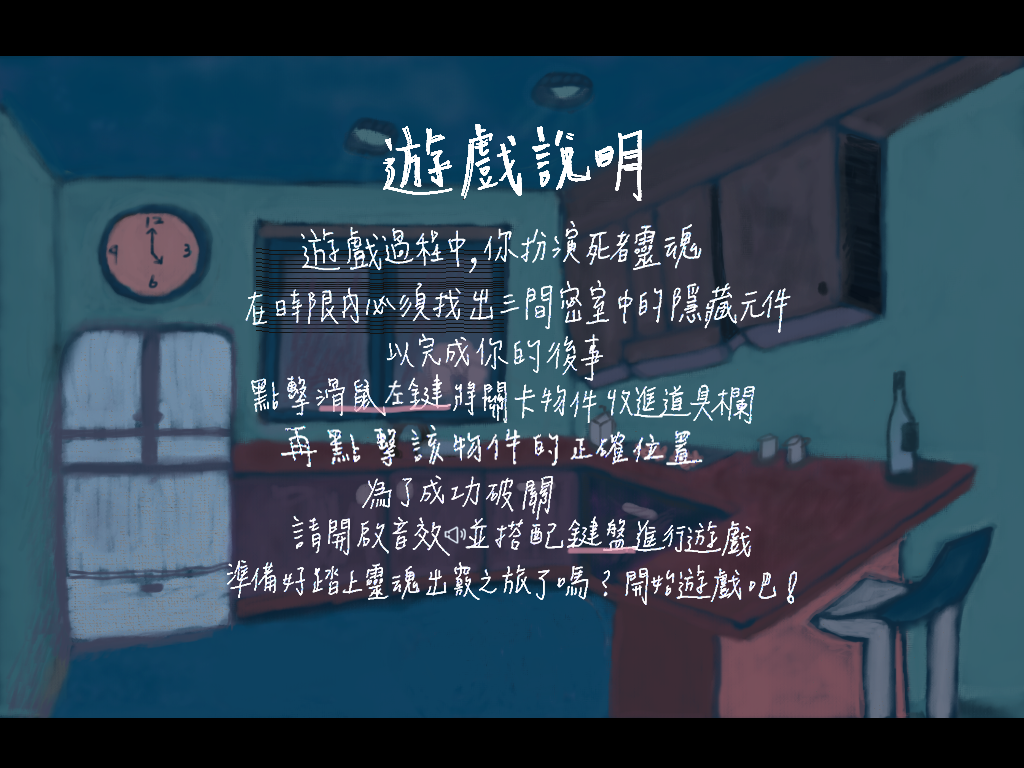 遊戲說明
遊戲過程中,你扮演死者靈魂
在時限內必須找出三間密室中的隱藏元件
以完成你的後事
點擊滑鼠左鍵將關卡物件收進道具欄
再點擊該物件的正確位置
為了成功破關
請開啟音效並搭配鍵盤進行遊戲
準備好踏上靈魂出竅之旅了嗎?開始遊戲吧!
12
3
6
9